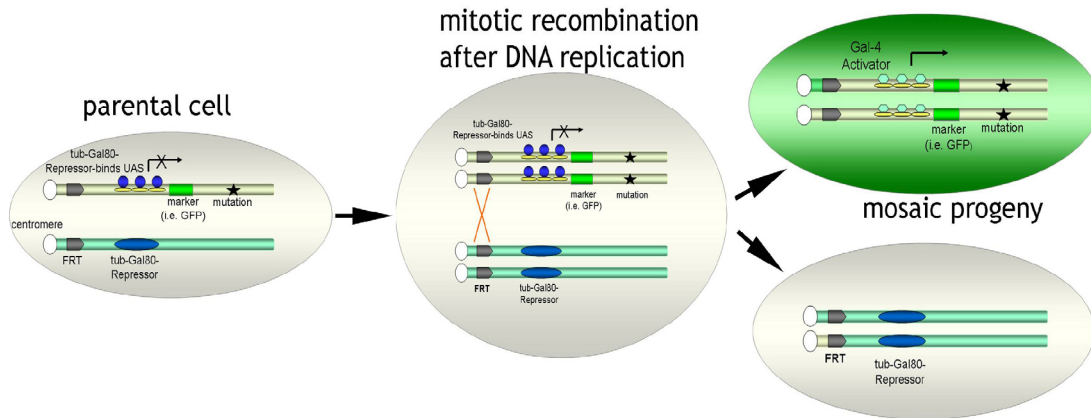 parental cell
tub-Gal80-
Repressor-binds UAS
marker
(i.e. GFP)
mutation
centromere
FRT
tub-Gal80-
Repressor
mitotic recombination
after DNA replication
tub-Gal80-
Repressor-binds UAS
marker
(i.e. GFP)
mutation
FRT
tub-Gal80-
Repressor
Gal-4
Activator
marker
(i.e. GFP)
mutation
mosaic progeny
FRT
tub-Gal80-
Repressor